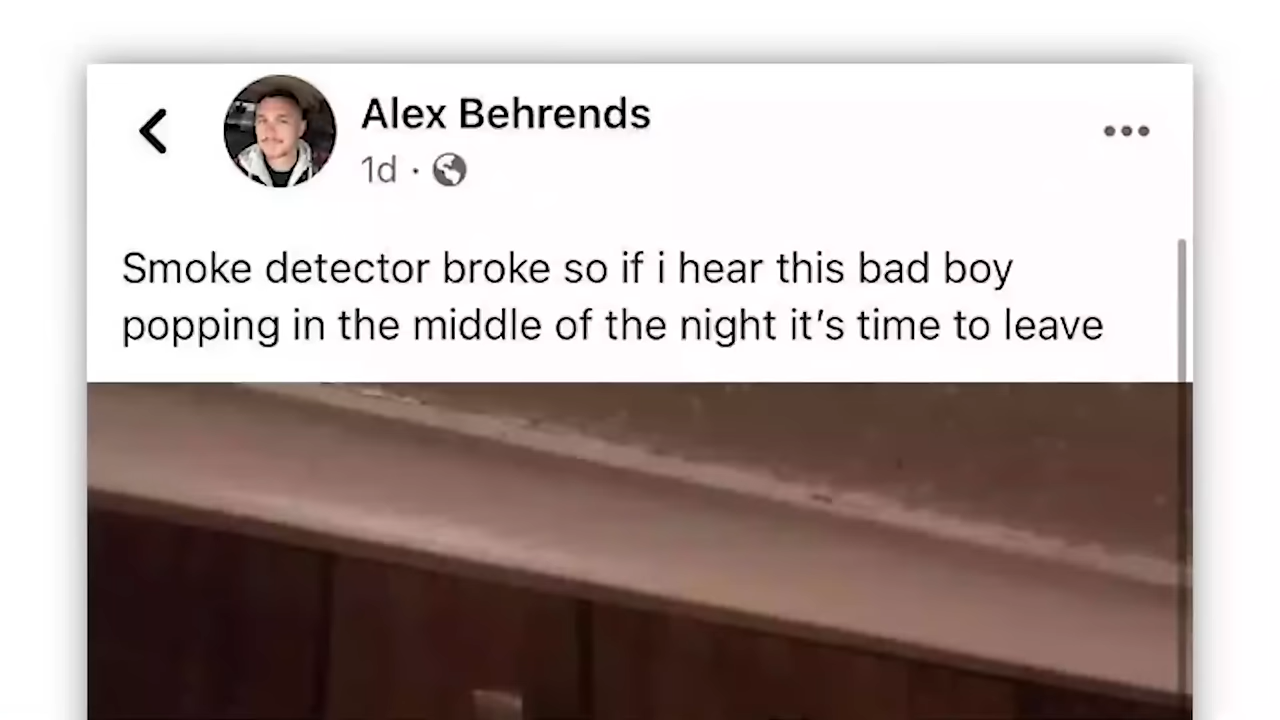 Alex Behrends
1d ·
Smoke detector broke so if i hear this bad boy
popping in the middle of the night it’s time to leave